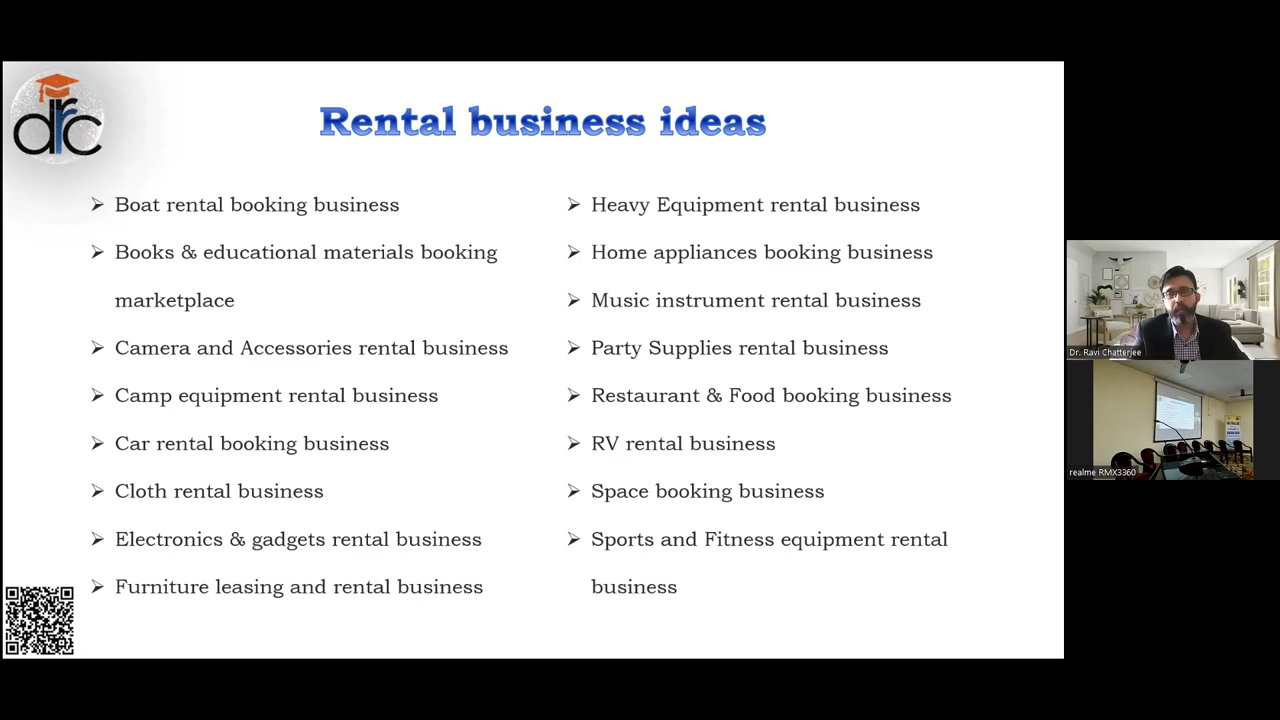 drc
Rental business ideas
➢ Boat rental booking business
➢ Books & educational materials booking
marketplace
➢ Camera and Accessories rental business
➢ Camp equipment rental business
➢ Car rental booking business
➢ Cloth rental business
➢ Electronics & gadgets rental business
➢ Furniture leasing and rental business
➢ Heavy Equipment rental business
➢ Home appliances booking business
➢ Music instrument rental business
➢ Party Supplies rental business
➢ Restaurant & Food booking business
➢ RV rental business
➢ Space booking business
➢ Sports and Fitness equipment rental
business
Dr. Ravi Chatterjee
realme RMX3360